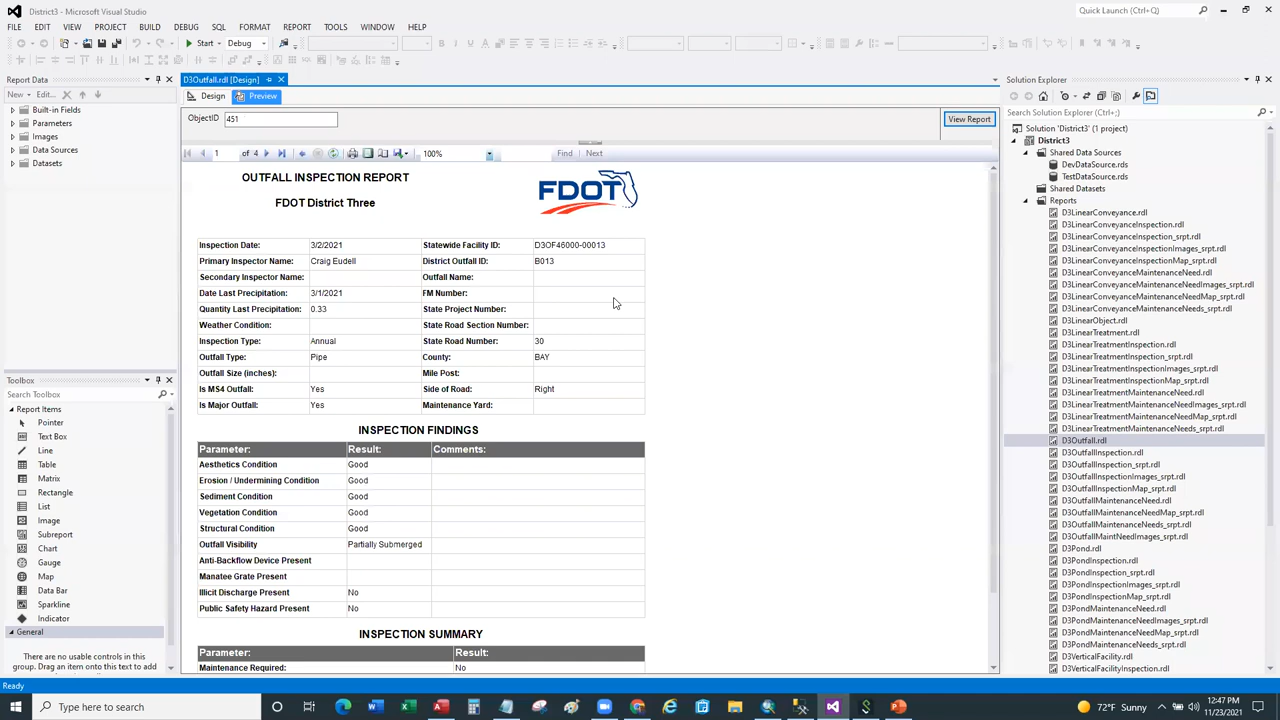 District3 - Microsoft Visual Studio
Quick Launch (Ctrl+Q)
FILE EDIT VIEW PROJECT BUILD DEBUG SQL FORMAT REPORT TOOLS WINDOW HELP
Start Debug
Report Data
New Edit...
Built-in Fields
Parameters
Images
Data Sources
Datasets
Toolbox
Search Toolbox
Report Items
Pointer
Text Box
Line
Table
Matrix
Rectangle
List
Image
Subreport
Chart
Gauge
Map
Data Bar
Sparkline
Indicator
General
There are no usable controls in this
group. Drag an item onto this text to add
D3Outfall.rdl [Design]
Design Preview
ObjectID 451
View Report
1 of 4 100% Find Next
OUTFALL INSPECTION REPORT
FDOT District Three
FDOT
Inspection Date: 3/2/2021 Statewide Facility ID: D3OF46000-00013
Primary Inspector Name: Craig Eudell District Outfall ID: B013
Secondary Inspector Name: Outfall Name:
Date Last Precipitation: 3/1/2021 FM Number:
Quantity Last Precipitation: 0.33 State Project Number:
Weather Condition: State Road Section Number:
Inspection Type: Annual State Road Number: 30
Outfall Type: Pipe County: BAY
Outfall Size (inches): Mile Post:
Is MS4 Outfall: Yes Side of Road: Right
Is Major Outfall: Yes Maintenance Yard:
INSPECTION FINDINGS
Parameter: Result: Comments:
Aesthetics Condition Good
Erosion / Undermining Condition Good
Sediment Condition Good
Vegetation Condition Good
Structural Condition Good
Outfall Visibility Partially Submerged
Anti-Backflow Device Present
Manatee Grate Present
Illicit Discharge Present No
Public Safety Hazard Present No
INSPECTION SUMMARY
Parameter: Result:
Maintenance Required: No
Solution Explorer
Search Solution Explorer (Ctrl+;)
Solution 'District3' (1 project)
District3
Shared Data Sources
DevDataSource.rds
TestDataSource.rds
Shared Datasets
Reports
D3LinearConveyance.rdl
D3LinearConveyanceInspection.rdl
D3LinearConveyanceInspection_srpt.rdl
D3LinearConveyanceInspectionImages_srpt.rdl
D3LinearConveyanceInspectionMap_srpt.rdl
D3LinearConveyanceMaintenanceNeed.rdl
D3LinearConveyanceMaintenanceNeedImages_srpt.rdl
D3LinearConveyanceMaintenanceNeedMap_srpt.rdl
D3LinearConveyanceMaintenanceNeeds_srpt.rdl
D3LinearObject.rdl
D3LinearTreatment.rdl
D3LinearTreatmentInspection.rdl
D3LinearTreatmentInspection_srpt.rdl
D3LinearTreatmentInspectionImages_srpt.rdl
D3LinearTreatmentInspectionMap_srpt.rdl
D3LinearTreatmentMaintenanceNeed.rdl
D3LinearTreatmentMaintenanceNeedImages_srpt.rdl
D3LinearTreatmentMaintenanceNeedMap_srpt.rdl
D3LinearTreatmentMaintenanceNeeds_srpt.rdl
D3Outfall.rdl
D3OutfallInspection.rdl
D3OutfallInspection_srpt.rdl
D3OutfallInspectionImages_srpt.rdl
D3OutfallInspectionMap_srpt.rdl
D3OutfallMaintenanceNeed.rdl
D3OutfallMaintenanceNeedMap_srpt.rdl
D3OutfallMaintenanceNeeds_srpt.rdl
D3OutfallMaintNeedImages_srpt.rdl
D3Pond.rdl
D3PondInspection.rdl
D3PondInspection_srpt.rdl
D3PondInspectionImages_srpt.rdl
D3PondInspectionMap_srpt.rdl
D3PondMaintenanceNeed.rdl
D3PondMaintenanceNeedImages_srpt.rdl
D3PondMaintenanceNeedMap_srpt.rdl
D3PondMaintenanceNeeds_srpt.rdl
D3VerticalFacility.rdl
D3VerticalFacilityInspection.rdl
Ready
Type here to search
72°F Sunny
12:47 PM
11/23/2021